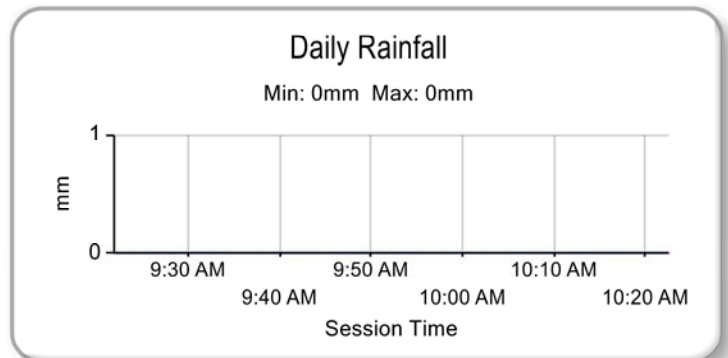 Daily Rainfall
Min: 0mm  Max: 0mm
1
mm
0
9:30 AM 9:50 AM 10:10 AM
9:40 AM 10:00 AM 10:20 AM
Session Time